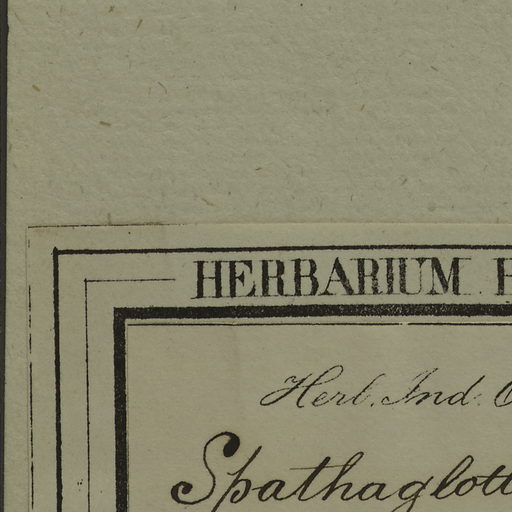 HERBARIUM
Herb. Ind.
Spathaglott